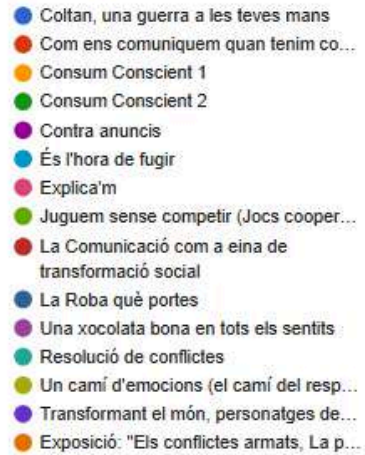 Coltan, una guerra a les teves mans
Com ens comuniquem quan tenim co...
Consum Conscient 1
Consum Conscient 2
Contra anuncis
És l'hora de fugir
Explica'm
Juguem sense competir (Jocs cooper...
La Comunicació com a eina de
transformació social
La Roba què portes
Una xocolata bona en tots els sentits
Resolució de conflictes
Un camí d'emocions (el camí del resp...
Transformant el món, personatges de...
Exposició: "Els conflictes armats, La p...